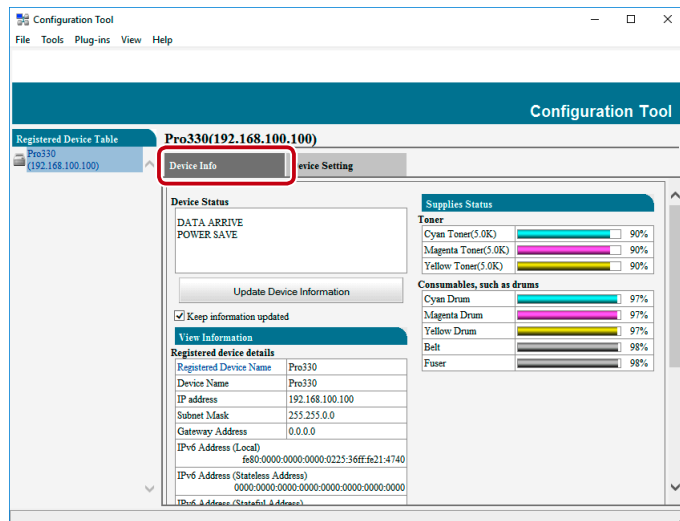 Configuration Tool
File Tools Plug-ins View Help
Configuration Tool
Registered Device Table
Pro330
(192.168.100.100)
Pro330(192.168.100.100)
Device Info
evice Setting
Device Status
DATA ARRIVE
POWER SAVE
Update Device Information
Keep information updated
View Information
Registered device details
Registered Device Name Pro330
Device Name Pro330
IP address 192.168.100.100
Subnet Mask 255.255.0.0
Gateway Address 0.0.0.0
IPv6 Address (Local)
fe80:0000:0000:0000:0225:36ff:fe21:4740
IPv6 Address (Stateless Address)
0000:0000:0000:0000:0000:0000:0000:0000
IPv6 Address (Stateful Address)
Supplies Status
Toner
Cyan Toner(5.0K) 90%
Magenta Toner(5.0K) 90%
Yellow Toner(5.0K) 90%
Consumables, such as drums
Cyan Drum 97%
Magenta Drum 97%
Yellow Drum 97%
Belt 98%
Fuser 98%